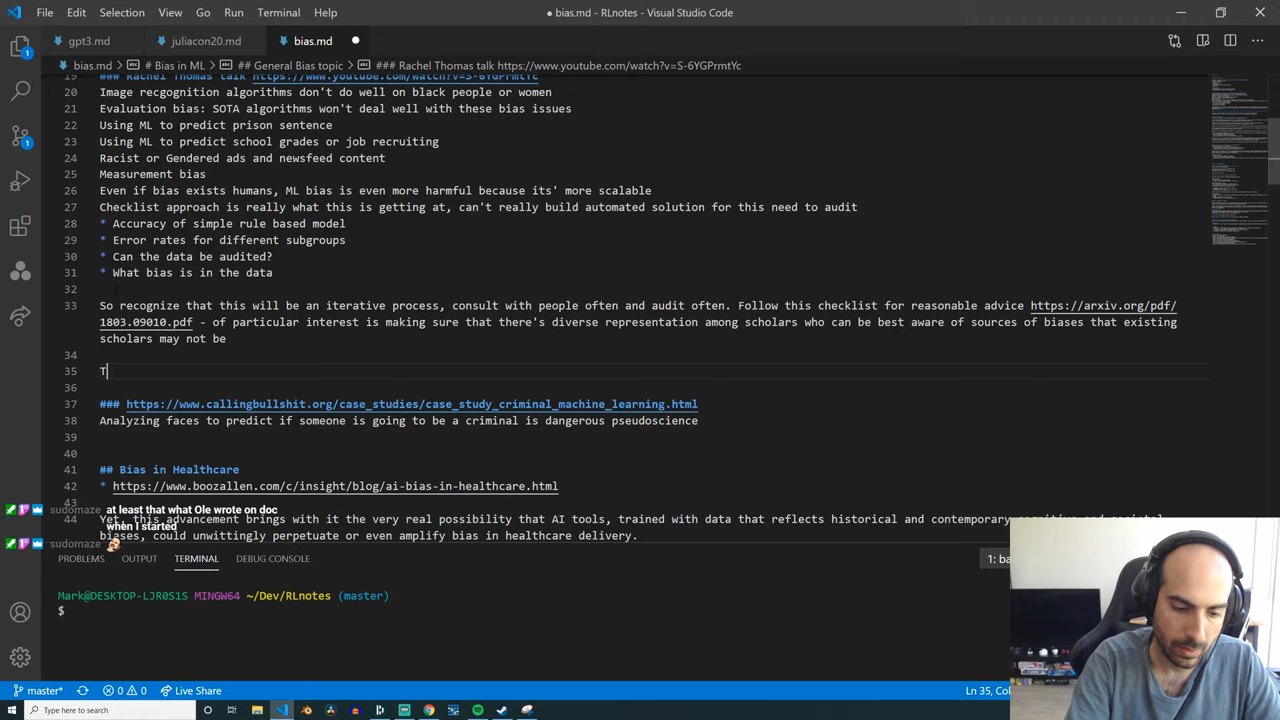 File Edit Selection View Go Run Terminal Help
● bias.md - RLnotes - Visual Studio Code
gpt3.md juliacon20.md bias.md
bias.md > # Bias in ML > ## General Bias topic > ### Rachel Thomas talk https://www.youtube.com/watch?v=S-6YGPrmtYc
19 ### Rachel Thomas talk https://www.youtube.com/watch?v=S-6YGPrmtYc
20 Image recgognition algorithms don't do well on black people or women
21 Evaluation bias: SOTA algorithms won't deal well with these bias issues
22 Using ML to predict prison sentence
23 Using ML to predict school grades or job recruiting
24 Racist or Gendered ads and newsfeed content
25 Measurement bias
26 Even if bias exists humans, ML bias is even more harmful because its' more scalable
27 Checklist approach is really what this is getting at, can't really build automated solution for this need to audit
28 * Accuracy of simple rule based model
29 * Error rates for different subgroups
30 * Can the data be audited?
31 * What bias is in the data
32
33 So recognize that this will be an iterative process, consult with people often and audit often. Follow this checklist for reasonable advice https://arxiv.org/pdf/
1803.09010.pdf - of particular interest is making sure that there's diverse representation among scholars who can be best aware of sources of biases that existing
scholars may not be
34
35 T
36
37 ### https://www.callingbullshit.org/case_studies/case_study_criminal_machine_learning.html
38 Analyzing faces to predict if someone is going to be a criminal is dangerous pseudoscience
39
40
41 ## Bias in Healthcare
42 * https://www.boozallen.com/c/insight/blog/ai-bias-in-healthcare.html
43
sudomaze at least that what Ole wrote on doc
when I started
44 Yet, this advancement brings with it the very real possibility that AI tools, trained with data that reflects historical and contemporary
biases, could unwittingly perpetuate or even amplify bias in healthcare delivery.
sudomaze
PROBLEMS OUTPUT TERMINAL DEBUG CONSOLE
1: ba
Mark@DESKTOP-LJR0S1S MINGW64 ~/Dev/RLnotes (master)
$
master* 0 0 Live Share
Ln 35, Co
Type here to search